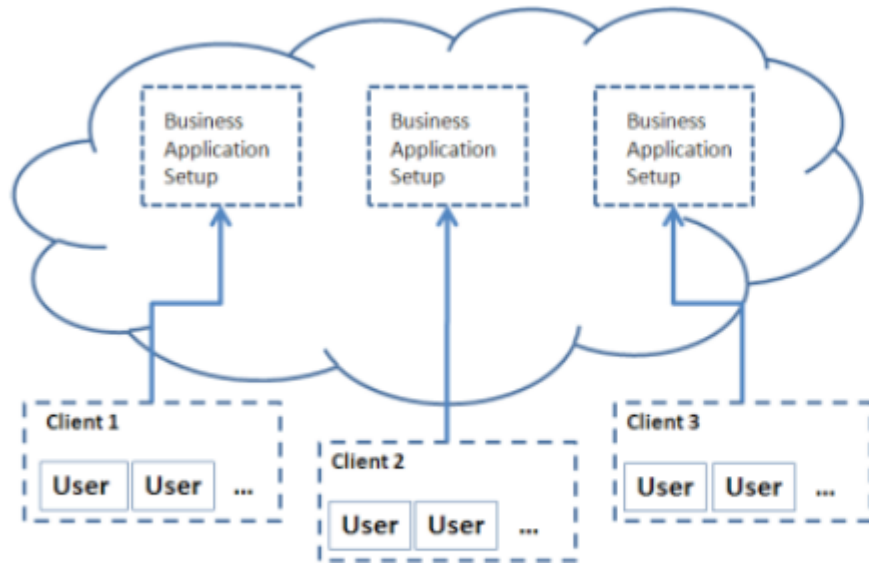 Business
Application
Setup
Business
Application
Setup
Business
Application
Setup
Client 1
User User ...
Client 2
User User ...
Client 3
User User ...